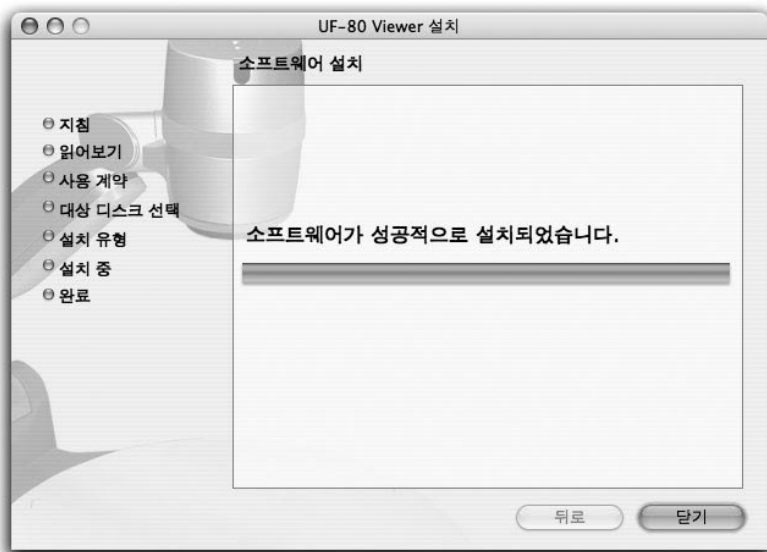 UF-80 Viewer 설치
소프트웨어 설치
지침
읽어보기
사용 계약
대상 디스크 선택
설치 유형
설치 중
완료
소프트웨어가 성공적으로 설치되었습니다.
뒤로
닫기